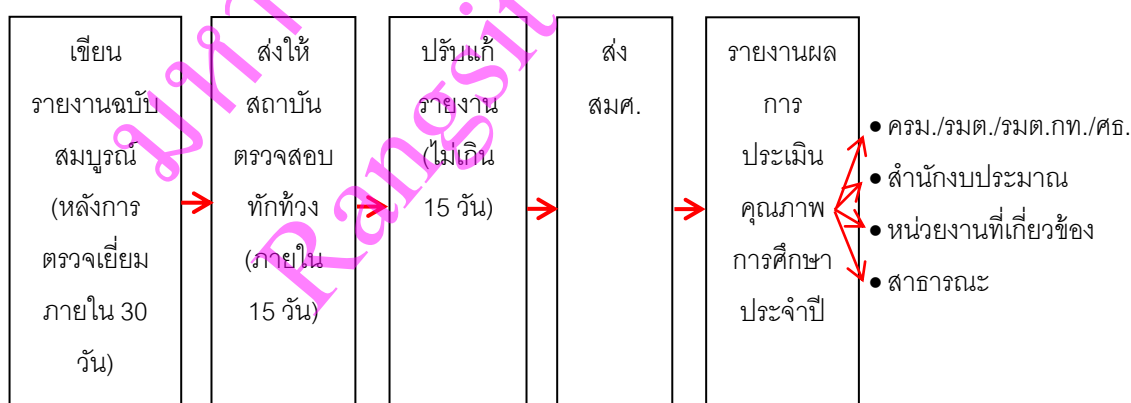 เขียน
รายงานฉบับ
สมบูรณ์
(หลังการ
ตรวจเยี่ยม
ภายใน 30
วัน)
ส่งให้
สถาบัน
ตรวจสอบ
ทักท้วง
(ภายใน
15 วัน)
ปรับแก้
รายงาน
(ไม่เกิน
15 วัน)
ส่ง
สมศ.
รายงานผล
การ
ประเมิน
คุณภาพ
การศึกษา
ประจำปี
• ครม./รมต./รมต.กท./ศธ.
• สำนักงบประมาณ
• หน่วยงานที่เกี่ยวข้อง
• สาธารณะ
Rangsit